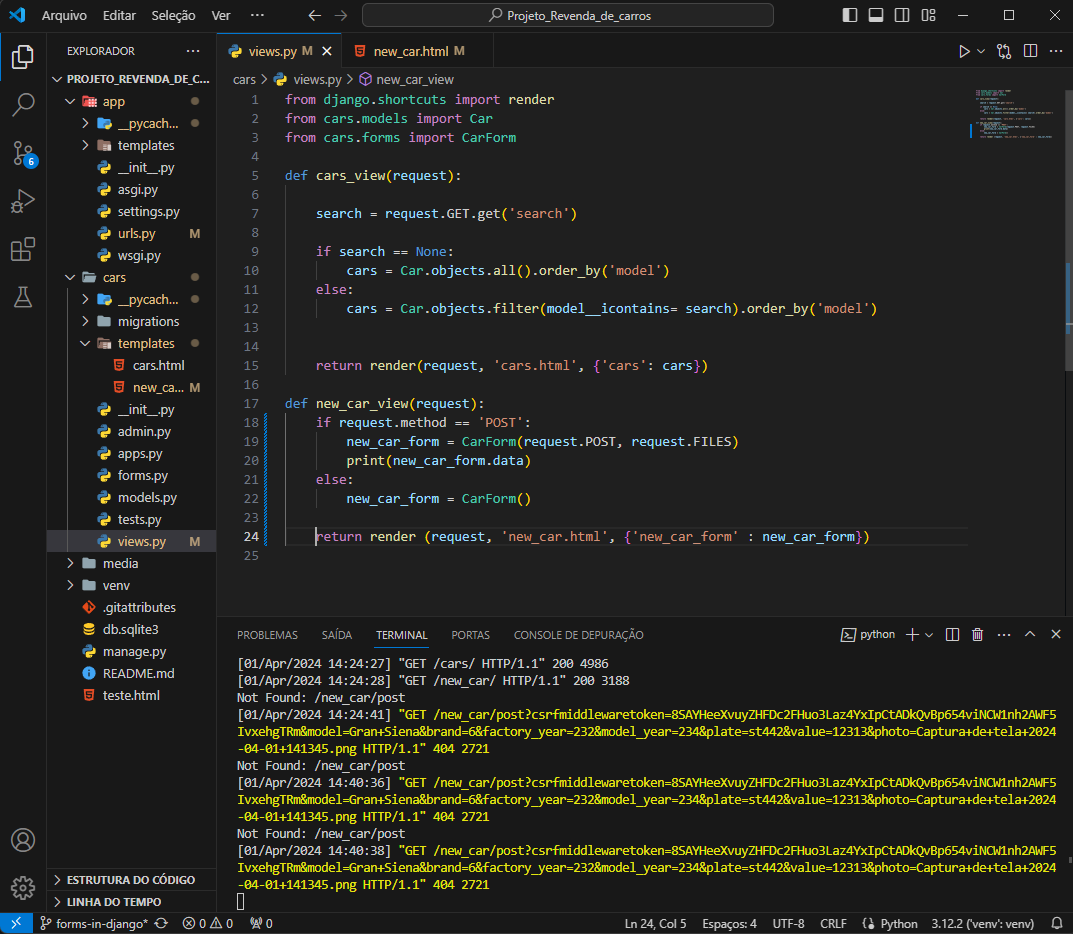 Arquivo Editar Seleção Ver ··· Projeto_Revenda_de_carros
EXPLORADOR ···
PROJETO_REVENDA_DE_C...
app
__pycach...
templates
__init__.py
asgi.py
settings.py
urls.py M
wsgi.py
cars
__pycach...
migrations
templates
cars.html
new_ca... M
__init__.py
admin.py
apps.py
forms.py
models.py
tests.py
views.py M
media
venv
.gitattributes
db.sqlite3
manage.py
README.md
teste.html
ESTRUTURA DO CÓDIGO
LINHA DO TEMPO
6
views.py M new_car.html M
cars > views.py > new_car_view
1 from django.shortcuts import render
2 from cars.models import Car
3 from cars.forms import CarForm
4
5 def cars_view(request):
6
7     search = request.GET.get('search')
8
9     if search == None:
10         cars = Car.objects.all().order_by('model')
11     else:
12         cars = Car.objects.filter(model__icontains= search).order_by('model')
13
14
15     return render(request, 'cars.html', {'cars': cars})
16
17 def new_car_view(request):
18     if request.method == 'POST':
19         new_car_form = CarForm(request.POST, request.FILES)
20         print(new_car_form.data)
21     else:
22         new_car_form = CarForm()
23
24     return render (request, 'new_car.html', {'new_car_form' : new_car_form})
25
PROBLEMAS SAÍDA TERMINAL PORTAS CONSOLE DE DEPURAÇÃO python
[01/Apr/2024 14:24:27] "GET /cars/ HTTP/1.1" 200 4986
[01/Apr/2024 14:24:28] "GET /new_car/ HTTP/1.1" 200 3188
Not Found: /new_car/post
[01/Apr/2024 14:24:41] "GET /new_car/post?csrfmiddlewaretoken=8SAYHeeXvuyZHFDc2FHuo3Laz4YxIpCtADkQvBp654viNCW1nh2AWF5
IvxehgTRm&model=Gran+Siena&brand=6&factory_year=232&model_year=234&plate=st442&value=12313&photo=Captura+de+tela+2024
-04-01+141345.png HTTP/1.1" 404 2721
Not Found: /new_car/post
[01/Apr/2024 14:40:36] "GET /new_car/post?csrfmiddlewaretoken=8SAYHeeXvuyZHFDc2FHuo3Laz4YxIpCtADkQvBp654viNCW1nh2AWF5
IvxehgTRm&model=Gran+Siena&brand=6&factory_year=232&model_year=234&plate=st442&value=12313&photo=Captura+de+tela+2024
-04-01+141345.png HTTP/1.1" 404 2721
Not Found: /new_car/post
[01/Apr/2024 14:40:38] "GET /new_car/post?csrfmiddlewaretoken=8SAYHeeXvuyZHFDc2FHuo3Laz4YxIpCtADkQvBp654viNCW1nh2AWF5
IvxehgTRm&model=Gran+Siena&brand=6&factory_year=232&model_year=234&plate=st442&value=12313&photo=Captura+de+tela+2024
-04-01+141345.png HTTP/1.1" 404 2721
forms-in-django* 0 0 0 Ln 24, Col 5 Espaços: 4 UTF-8 CRLF Python 3.12.2 ('venv': venv)